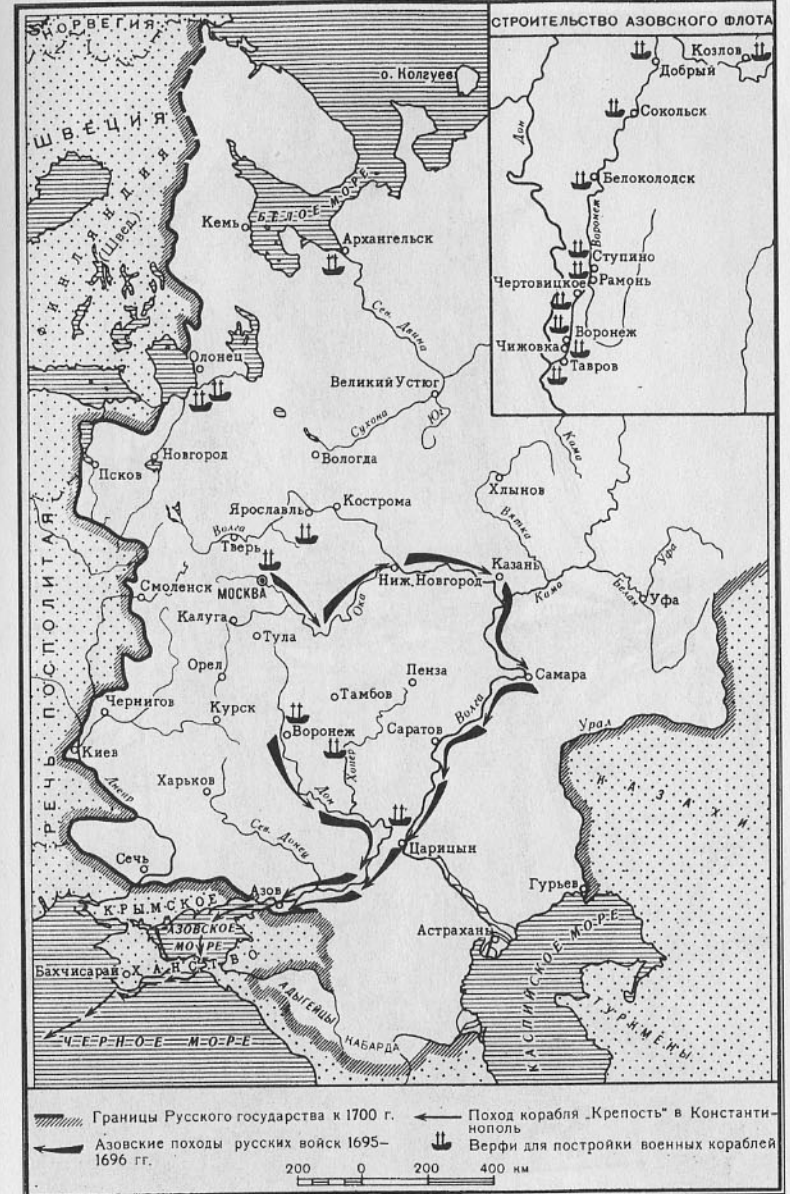 НОРВЕГИЯ
ШВЕЦИЯ
ФИНЛЯНДИЯ
(Швед.)
о. Колгуев
БЕЛОЕ МОРЕ
Кемь
Архангельск
Сев. Двина
Олонец
Великий Устюг
Сухона
Юг
Вологда
Псков
Новгород
Кама
Хлынов
Вятка
Ярославль
Кострома
Волга
Тверь
МОСКВА
Ока
Ниж. Новгород
Казань
Кама
Белая
Уфа
Уфа
Смоленск
Калуга
Тула
РЕЧЬ ПОСПОЛИТАЯ
Орел
Тамбов
Пенза
Самара
Чернигов
Курск
Воронеж
Саратов
Волга
Урал
Киев
Хопер
Харьков
Дон
Днепр
Сев. Донец
КАЗАХИ
Сечь
Царицын
Азов
Гурьев
КРЫМСКОЕ
ХАНСТВО
АЗОВСКОЕ
МОРЕ
Астрахань
Бахчисарай
АДЫГЕЙЦЫ
КАБАРДА
ЧЕРНОЕ МОРЕ
КАСПИЙСКОЕ МОРЕ
ТУРКМЕНЫ
СТРОИТЕЛЬСТВО АЗОВСКОГО ФЛОТА
Козлов
Добрый
Дон
Сокольск
Белоколодск
Воронеж
Ступино
Рамонь
Чертовицкое
Воронеж
Чижовка
Тавров
Границы Русского государства к 1700 г.
Азовские походы русских войск 1695–
1696 гг.
Поход корабля „Крепость" в Константи-
нополь
Верфи для постройки военных кораблей
200 0 200 400 км